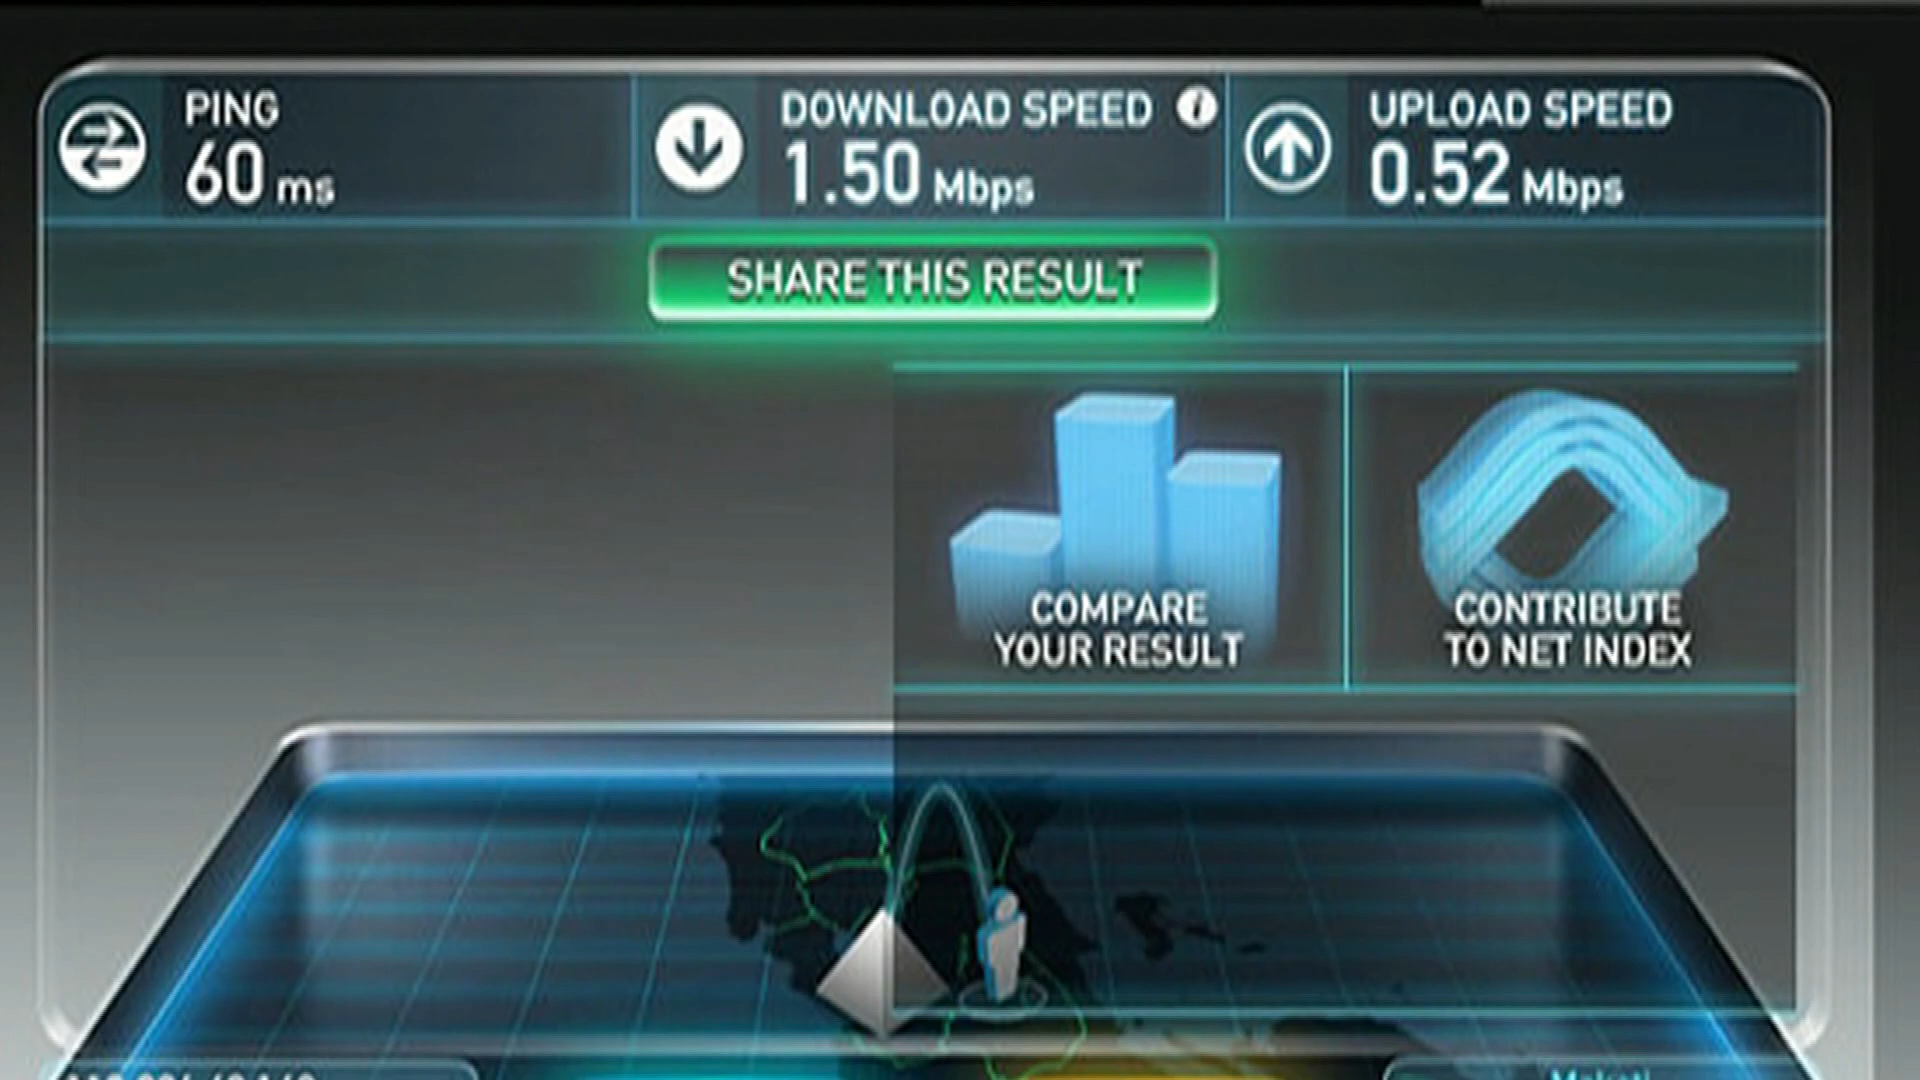 PING
60 ms
DOWNLOAD SPEED i
1.50 Mbps
UPLOAD SPEED
0.52 Mbps
SHARE THIS RESULT
COMPARE
YOUR RESULT
CONTRIBUTE
TO NET INDEX